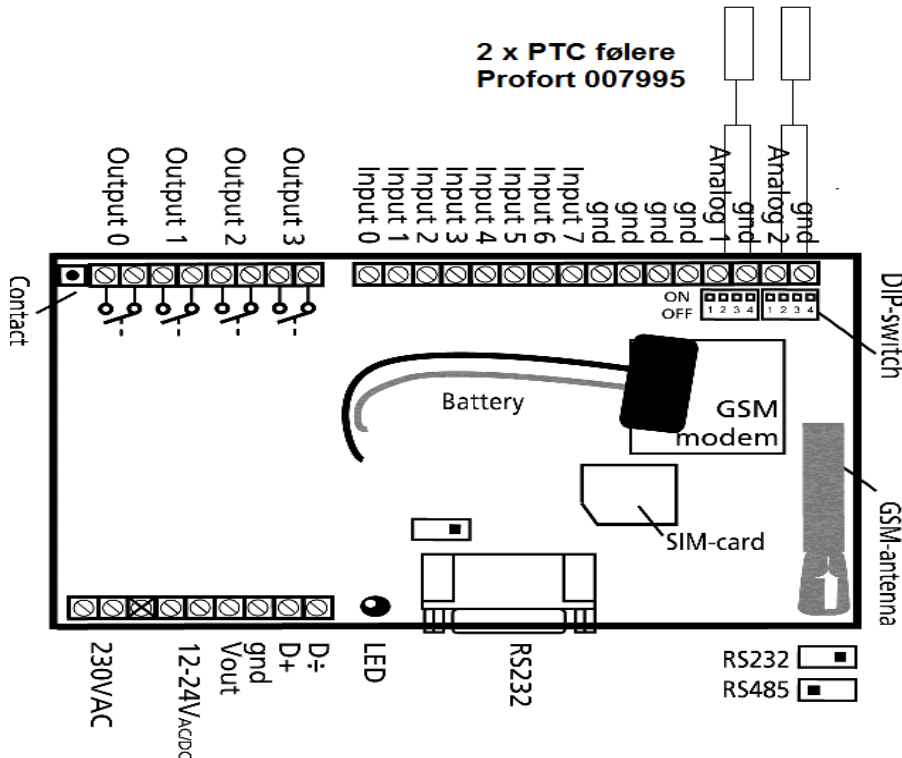 2 x PTC følere
Profort 007995
Output 0
Output 1
Output 2
Output 3
Input 0
Input 1
Input 2
Input 3
Input 4
Input 5
Input 6
Input 7
gnd
gnd
gnd
gnd
Analog 1
gnd
Analog 2
gnd
Contact
ON
OFF
1 2 3 4
1 2 3 4
DIP-switch
Battery
GSM
modem
SIM-card
GSM-antenna
230VAC
12-24VAC/DC
Vout
gnd
D+
D÷
LED
RS232
RS232
RS485